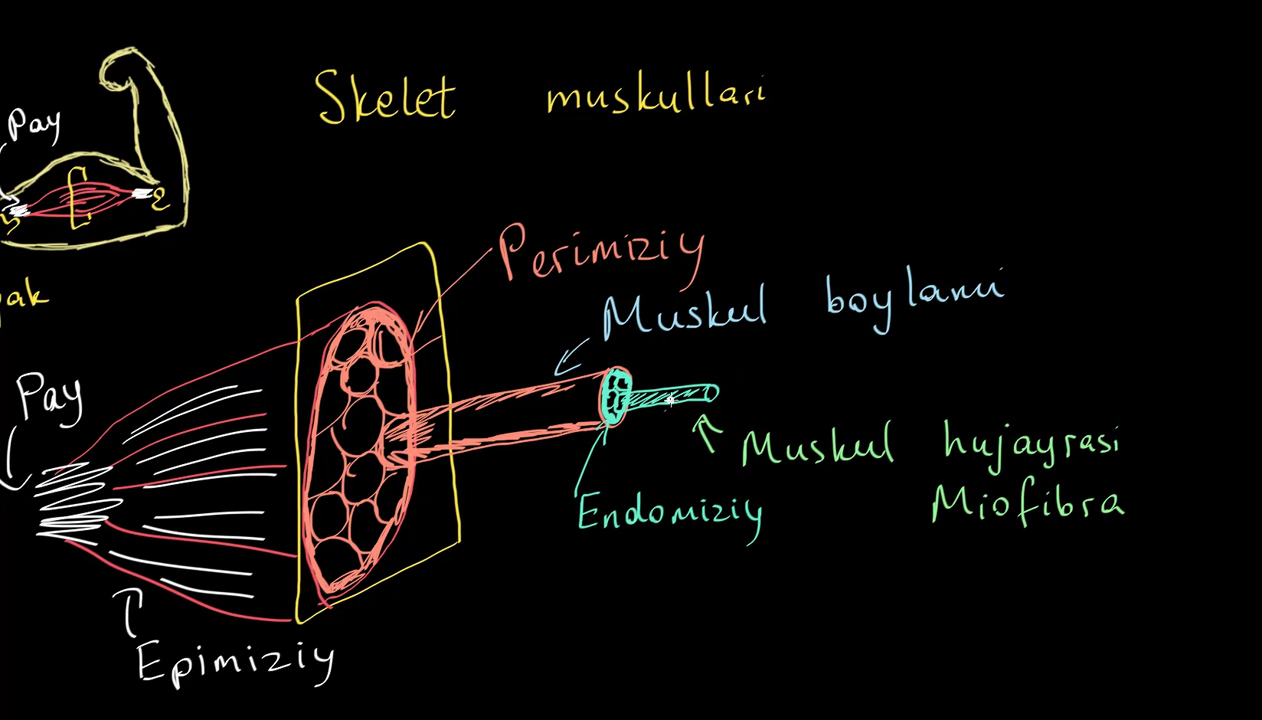 Skelet muskullari
Pay
Perimiziy
Muskul boylami
Pay
Muskul hujayrasi
Miofibra
Endomiziy
Epimiziy